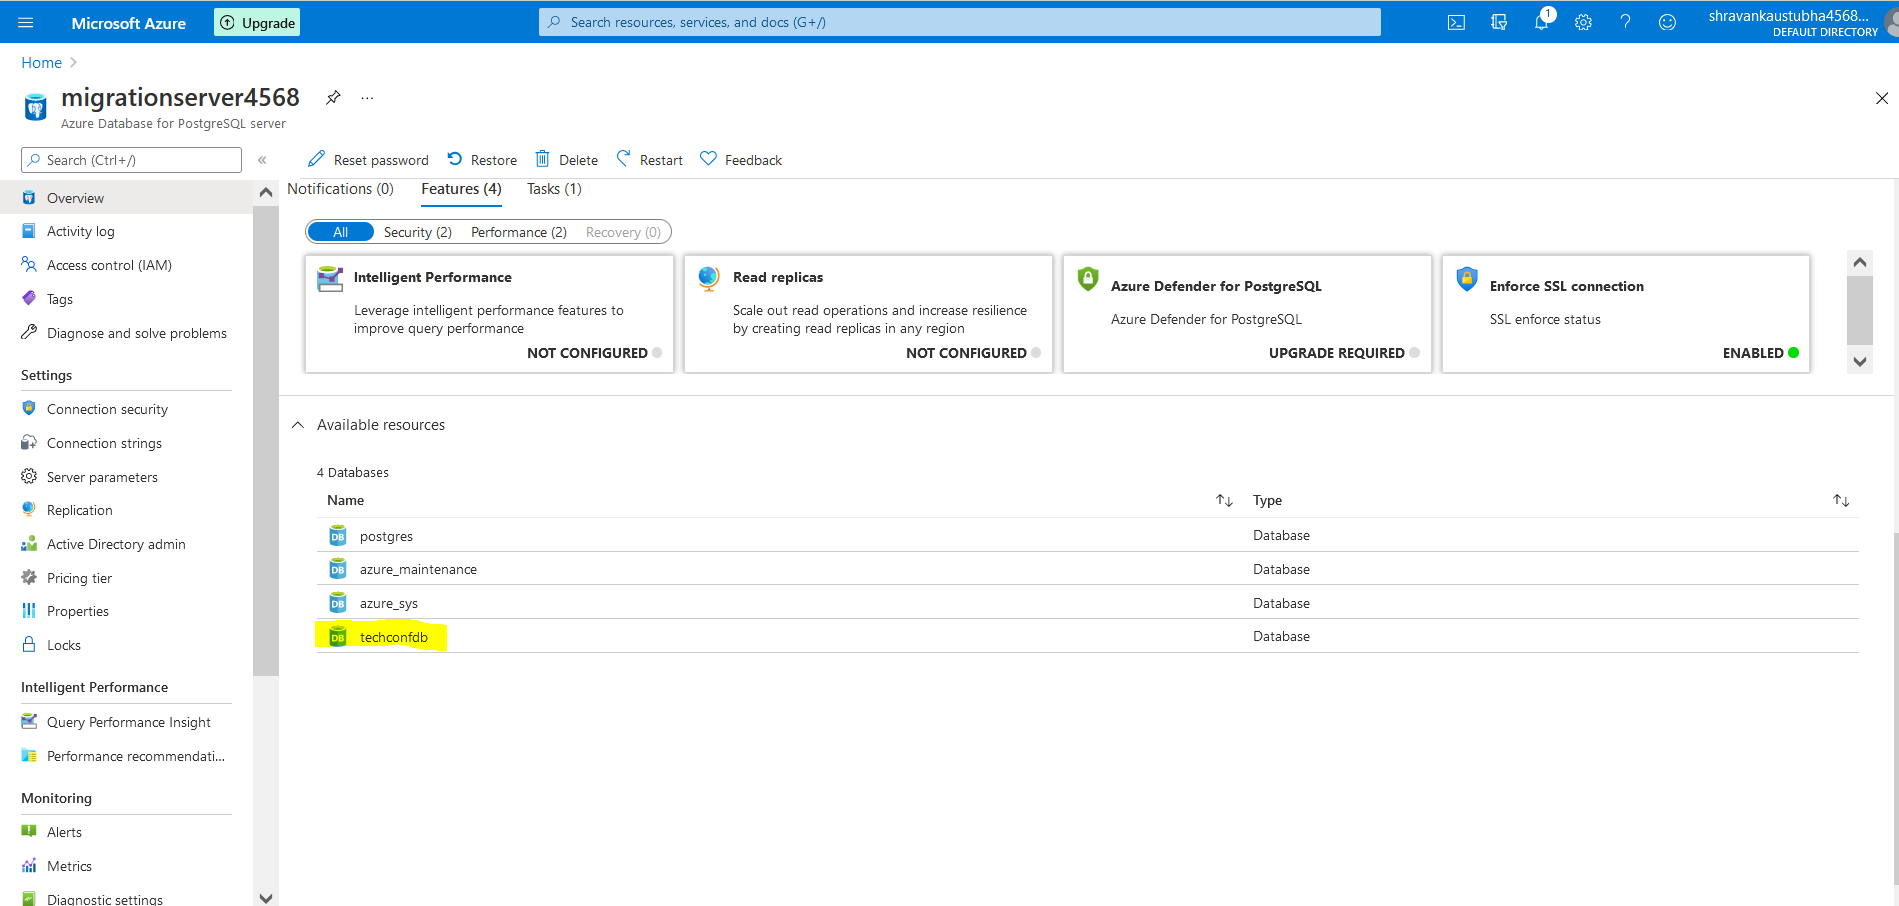 Microsoft Azure
Upgrade
Search resources, services, and docs (G+/)
1
shravankaustubha4568...
DEFAULT DIRECTORY
Home
migrationserver4568
...
Azure Database for PostgreSQL server
Search (Ctrl+/)
«
Reset password
Restore
Delete
Restart
Feedback
Overview
Activity log
Access control (IAM)
Tags
Diagnose and solve problems
Settings
Connection security
Connection strings
Server parameters
Replication
Active Directory admin
Pricing tier
Properties
Locks
Intelligent Performance
Query Performance Insight
Performance recommendati...
Monitoring
Alerts
Metrics
Diagnostic settings
Notifications (0)
Features (4)
Tasks (1)
All
Security (2)
Performance (2)
Recovery (0)
Intelligent Performance
Leverage intelligent performance features to
improve query performance
NOT CONFIGURED
Read replicas
Scale out read operations and increase resilience
by creating read replicas in any region
NOT CONFIGURED
Azure Defender for PostgreSQL
Azure Defender for PostgreSQL
UPGRADE REQUIRED
Enforce SSL connection
SSL enforce status
ENABLED
Available resources
4 Databases
Name
Type
DB postgres
Database
DB azure_maintenance
Database
DB azure_sys
Database
DB techconfdb
Database